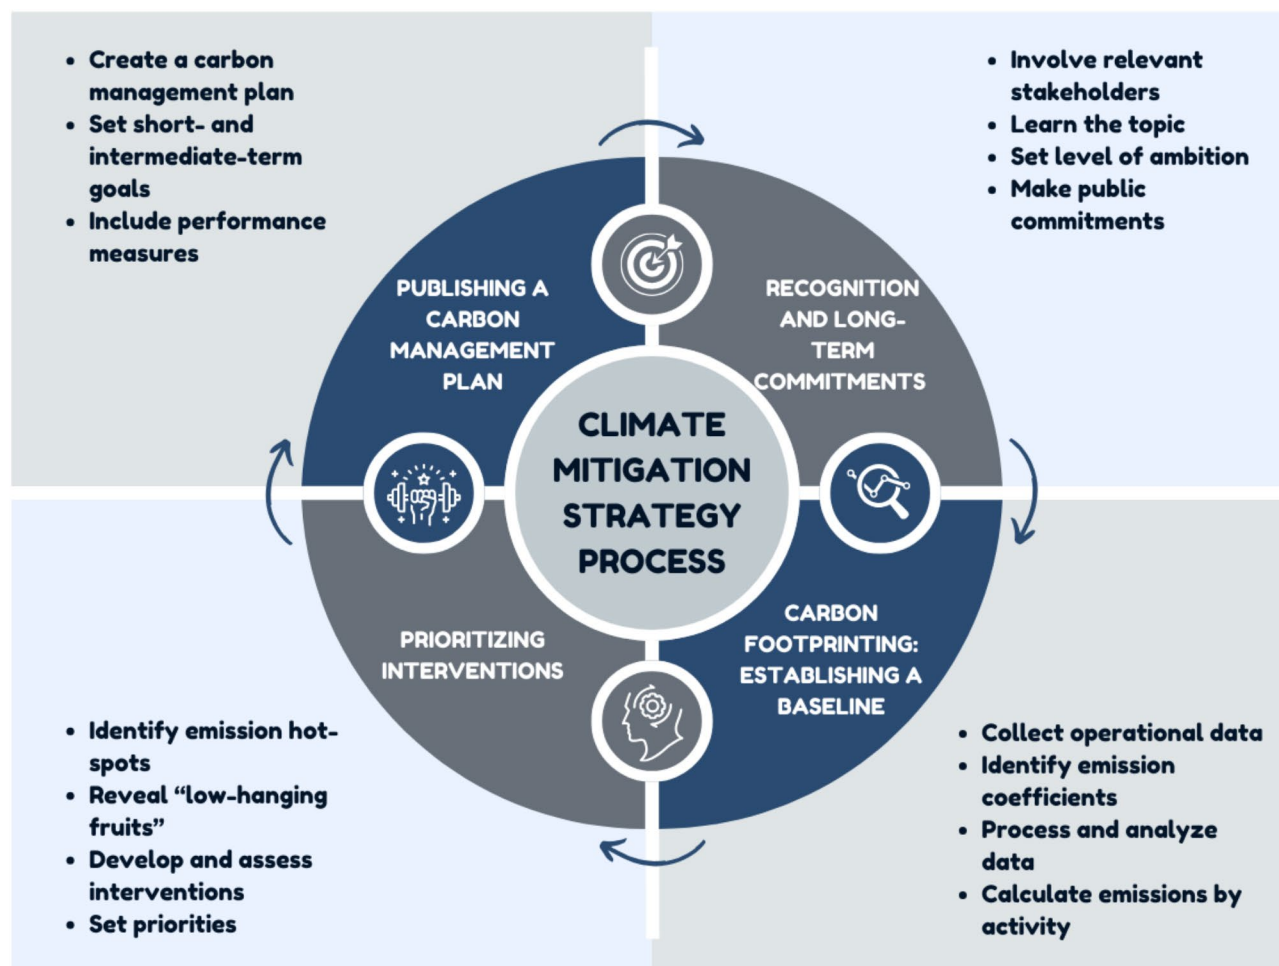 • Create a carbon
management plan
• Set short- and
intermediate-term
goals
• Include performance
measures
• Involve relevant
stakeholders
• Learn the topic
• Set level of ambition
• Make public
commitments
PUBLISHING A
CARBON
MANAGEMENT
PLAN
RECOGNITION
AND LONG-
TERM
COMMITMENTS
CLIMATE
MITIGATION
STRATEGY
PROCESS
PRIORITIZING
INTERVENTIONS
CARBON
FOOTPRINTING:
ESTABLISHING A
BASELINE
• Identify emission hot-
spots
• Reveal “low-hanging
fruits”
• Develop and assess
interventions
• Set priorities
• Collect operational data
• Identify emission
coefficients
• Process and analyze
data
• Calculate emissions by
activity